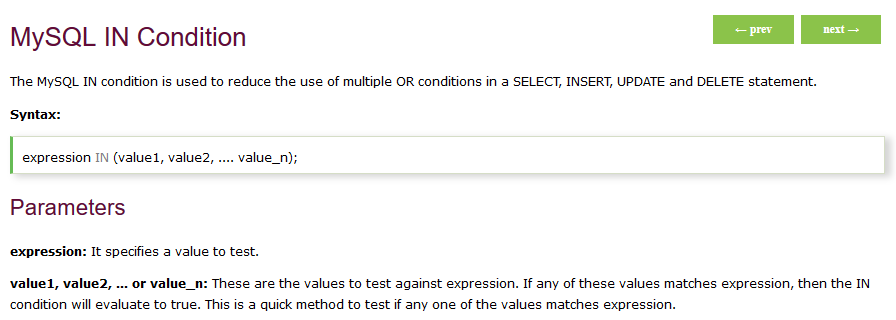 MySQL IN Condition
← prev
next →
The MySQL IN condition is used to reduce the use of multiple OR conditions in a SELECT, INSERT, UPDATE and DELETE statement.
Syntax:
expression IN (value1, value2, .... value_n);
Parameters
expression: It specifies a value to test.
value1, value2, ... or value_n: These are the values to test against expression. If any of these values matches expression, then the IN
condition will evaluate to true. This is a quick method to test if any one of the values matches expression.